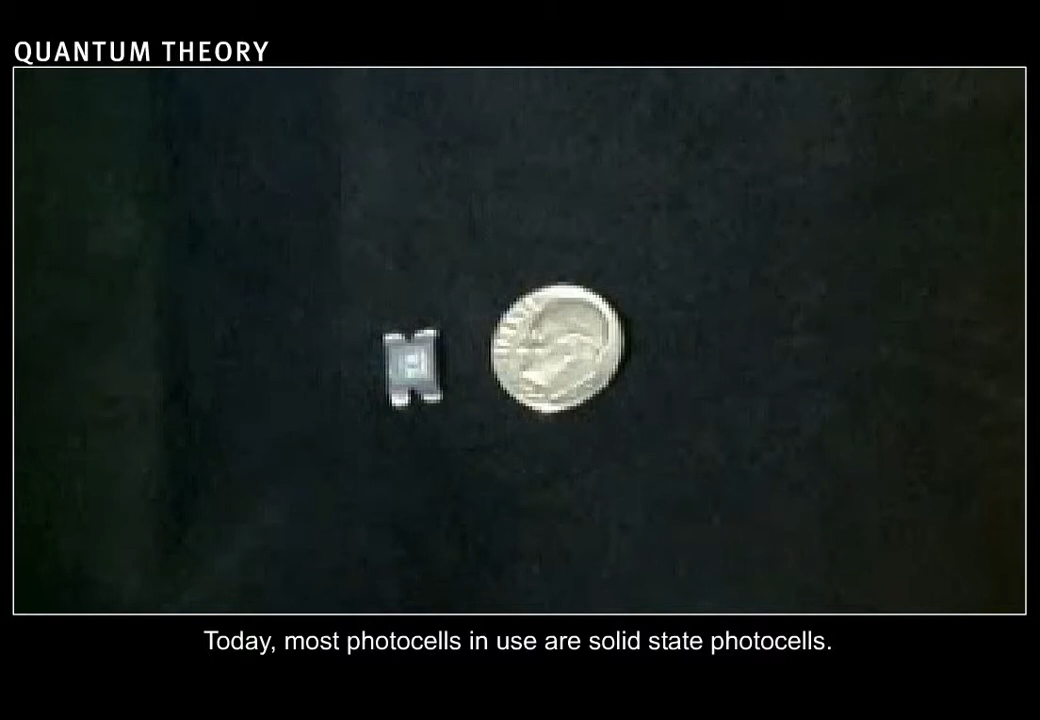 QUANTUM THEORY
Today, most photocells in use are solid state photocells.